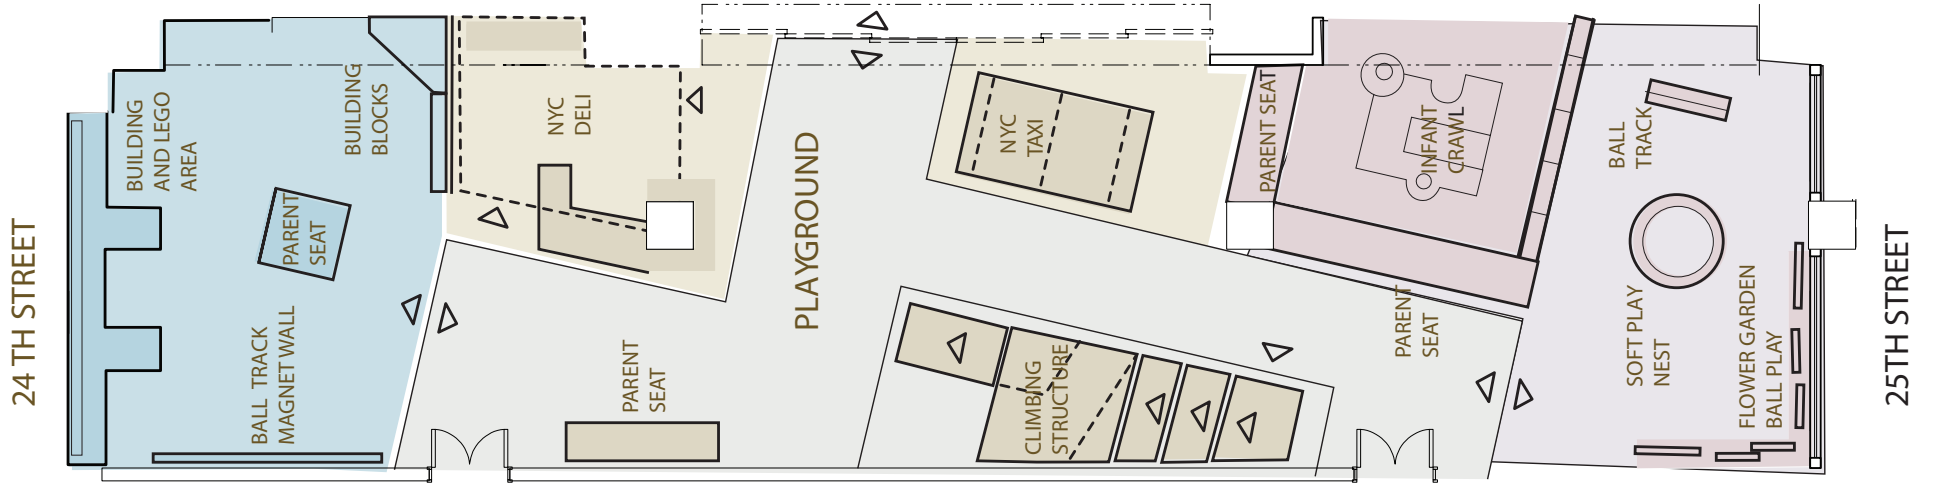 24 TH STREET
BUILDING
AND LEGO
AREA
BUILDING
BLOCKS
PARENT
SEAT
BALL TRACK
MAGNET WALL
NYC
DELI
PARENT
SEAT
PLAYGROUND
NYC
TAXI
CLIMBING
STRUCTURE
PARENT SEAT
INFANT
CRAWL
PARENT
SEAT
BALL
TRACK
SOFT PLAY
NEST
FLOWER GARDEN
BALL PLAY
25TH STREET